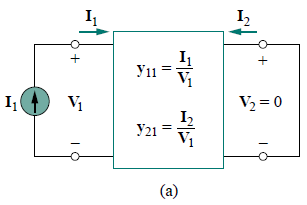 I₁ I₂
+ y₁₁ = I₁/V₁ +
I₁ V₁ V₂ = 0
y₂₁ = I₂/V₁
− −
(a)